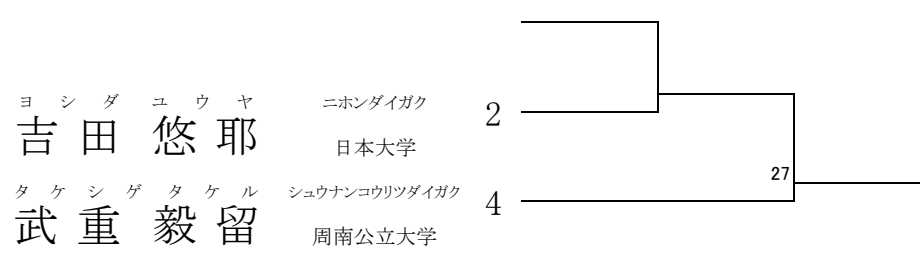 ヨシダ ユウヤ ニホンダイガク
吉田 悠耶 日本大学 2
27
タケシゲ タケル シュウナンコウリツダイガク
武重 毅留 周南公立大学 4